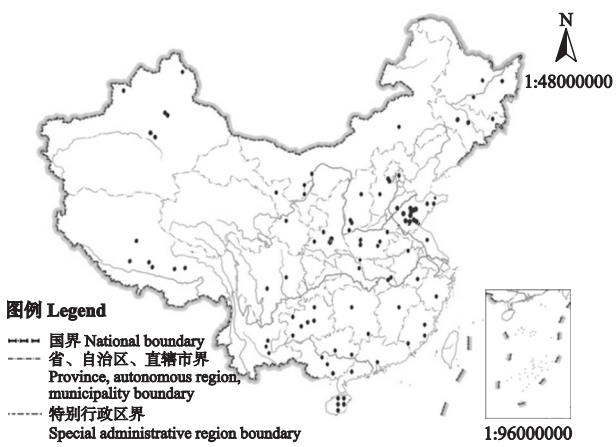 N
1:48000000
图例 Legend
国界 National boundary
省、自治区、直辖市界
Province, autonomous region,
municipality boundary
特别行政区界
Special administrative region boundary
1:96000000